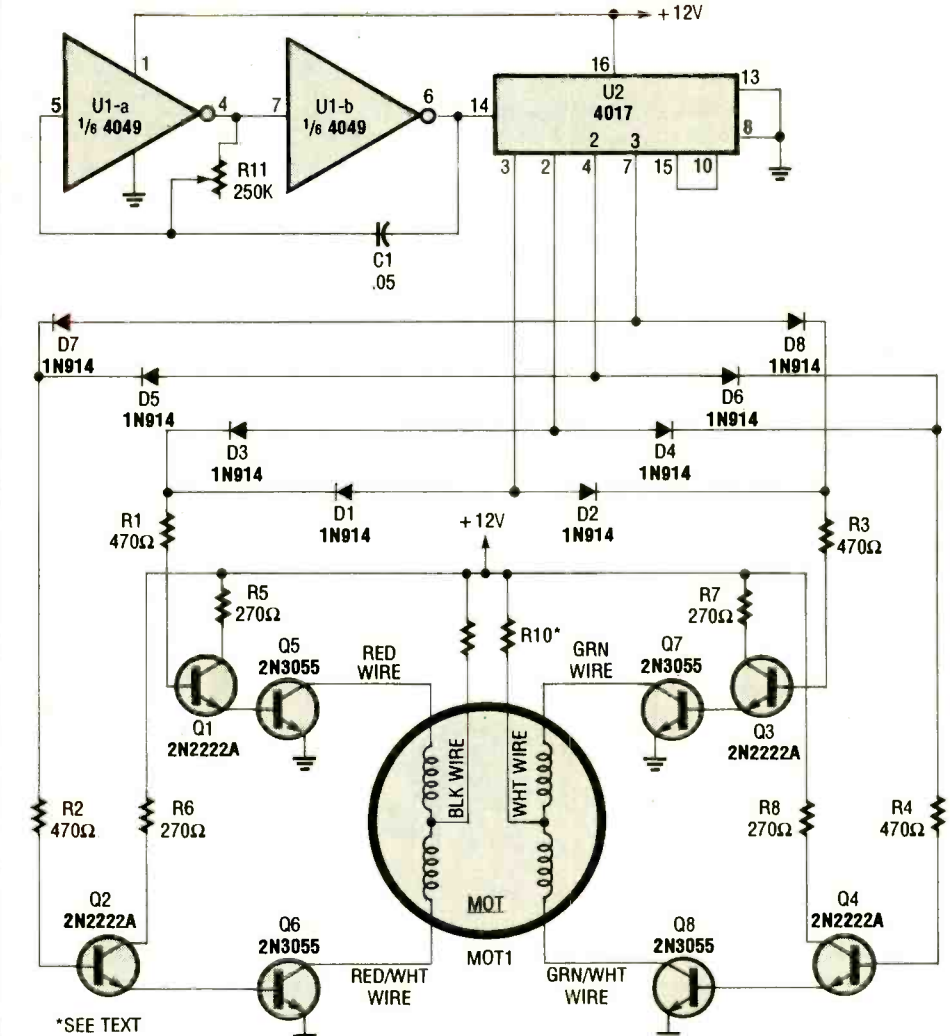 +12V
1
16
13
5
U1-a
1/6 4049
4
7
U1-b
1/6 4049
6
14
U2
4017
8
2 3
3 2 4 7 15 10
R11
250K
C1
.05
D7
1N914
D8
1N914
D5
1N914
D6
1N914
D3
1N914
D4
1N914
D1
1N914
D2
1N914
R1
470Ω
+12V
R3
470Ω
R5
270Ω
R10*
R7
270Ω
Q5
2N3055
RED
WIRE
GRN
WIRE
Q7
2N3055
Q1
2N2222A
Q3
2N2222A
BLK WIRE
WHT WIRE
R2
470Ω
R6
270Ω
R8
270Ω
R4
470Ω
MOT
MOT1
Q2
2N2222A
Q6
2N3055
Q8
2N3055
Q4
2N2222A
RED/WHT
WIRE
GRN/WHT
WIRE
*SEE TEXT